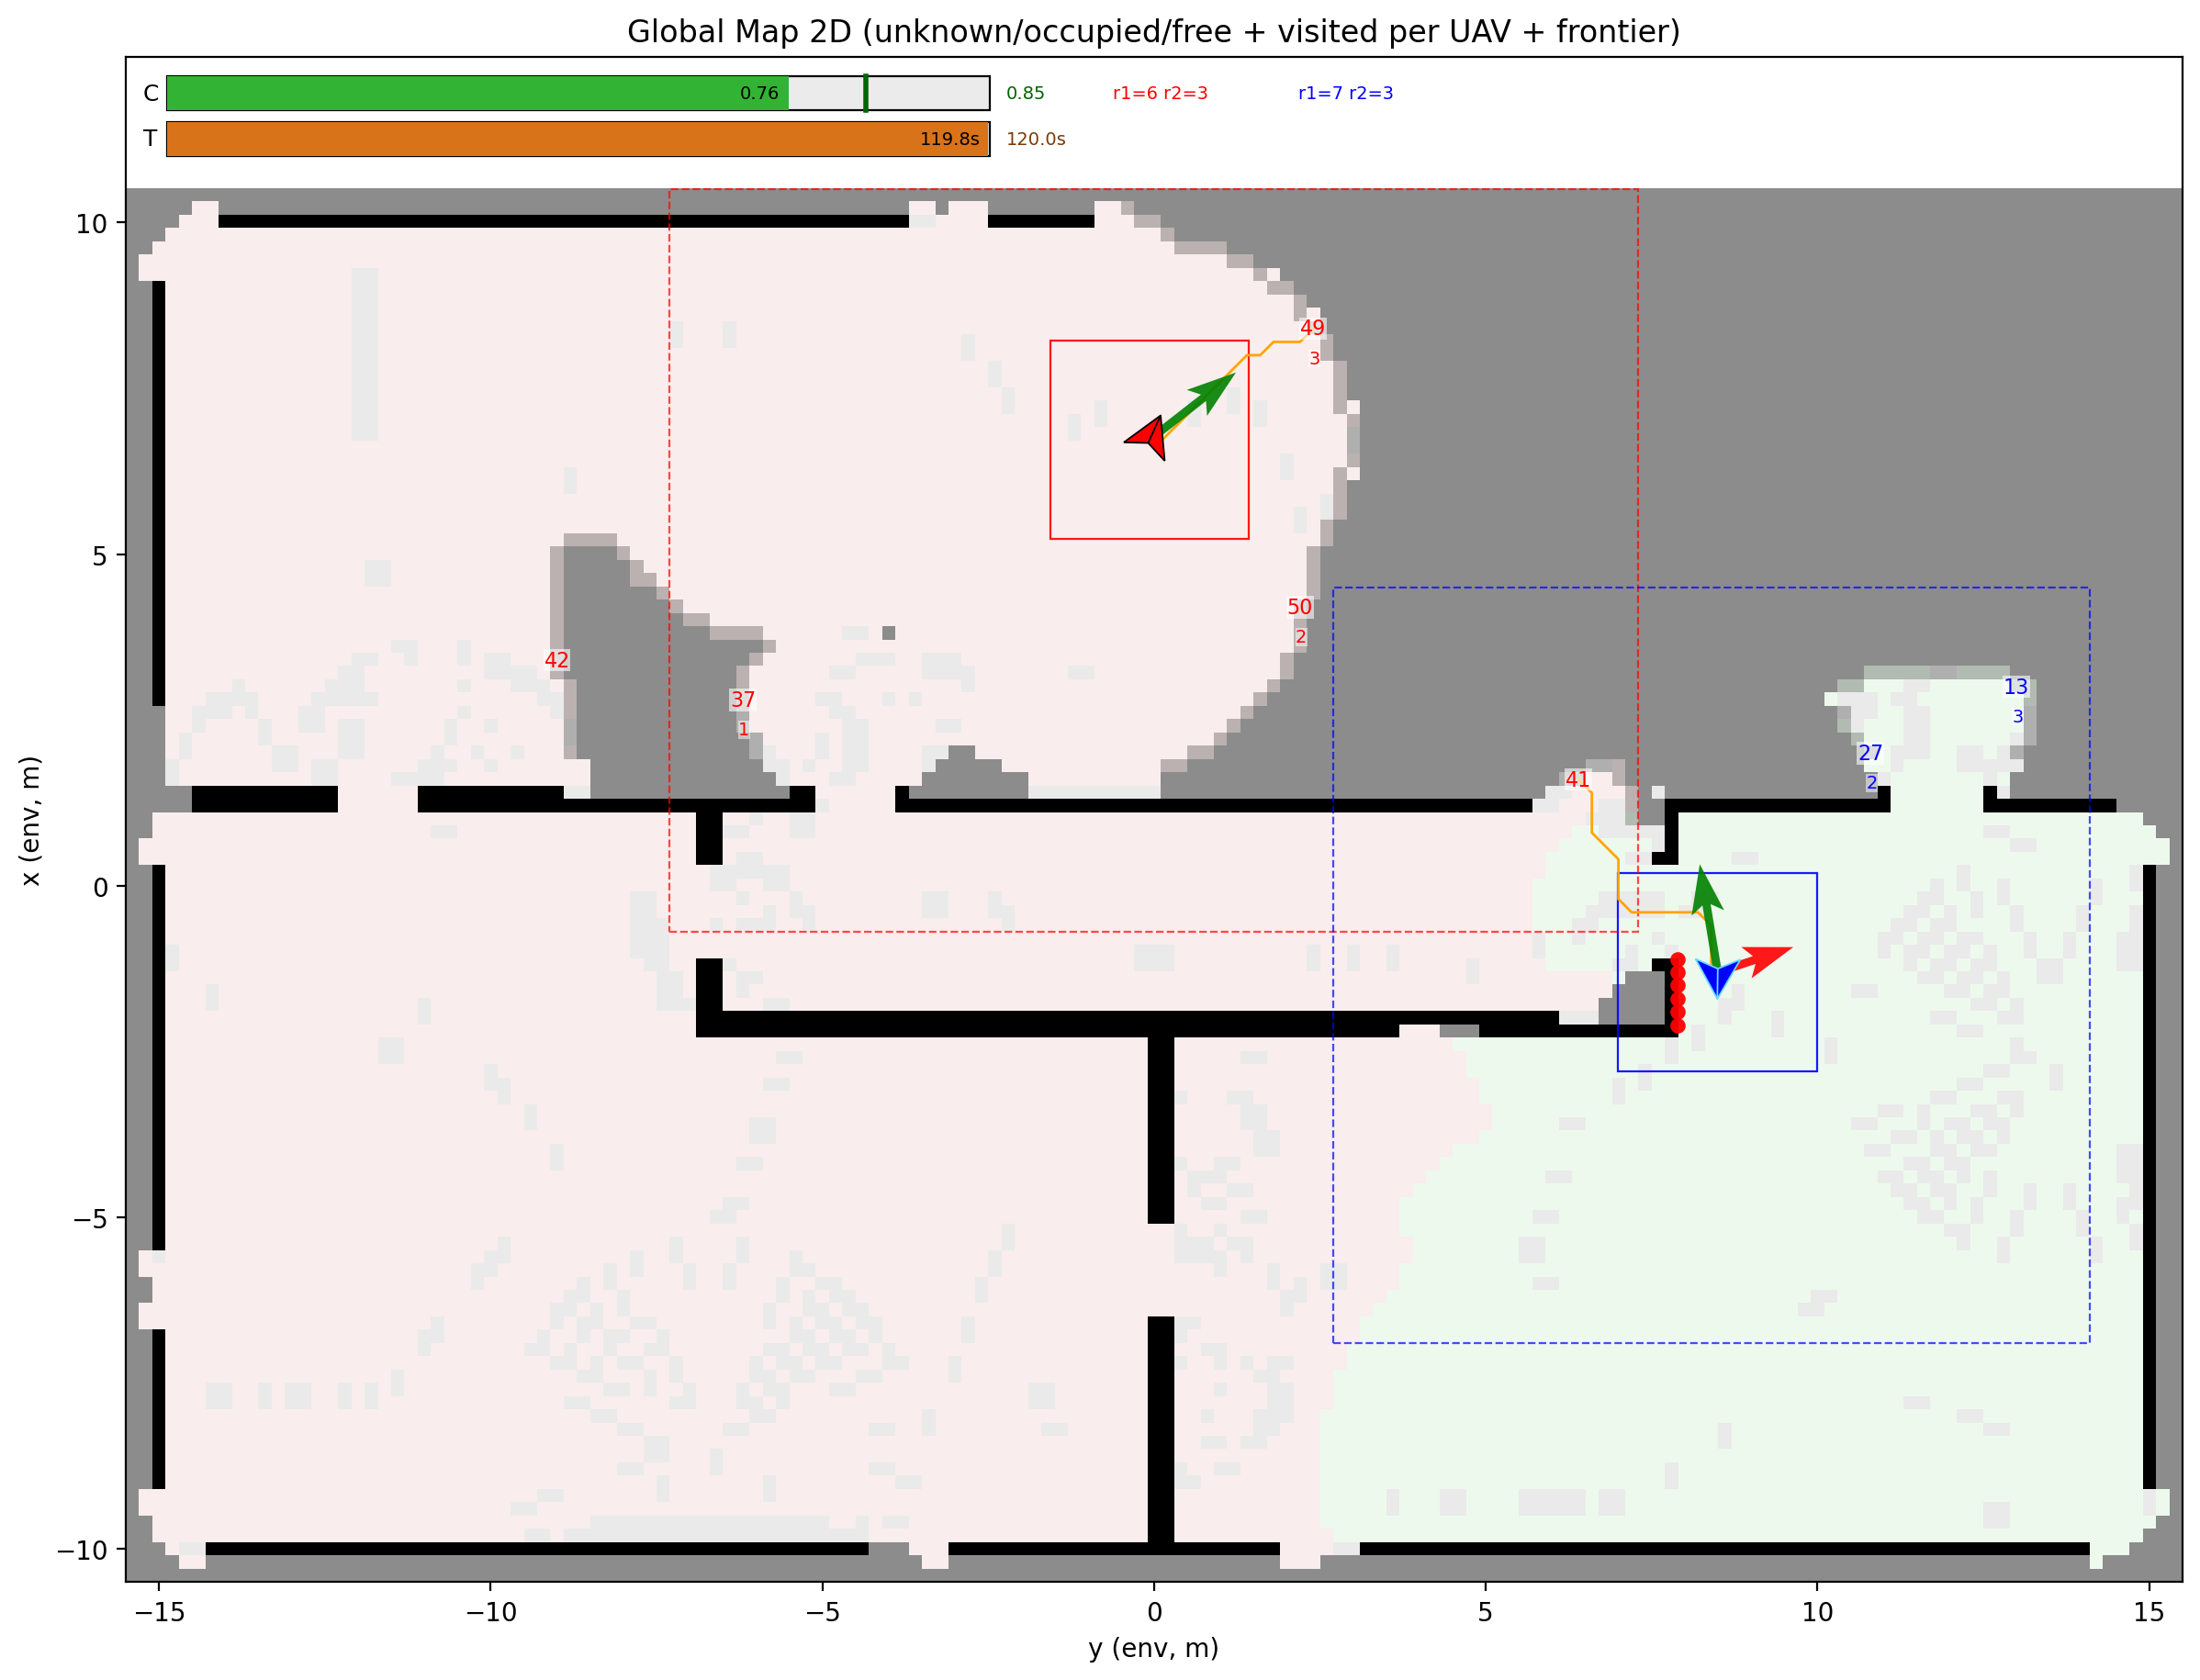 Global Map 2D (unknown/occupied/free + visited per UAV + frontier)
C 0.76 0.85 r1=6 r2=3 r1=7 r2=3
T 119.8s 120.0s
10
5
0
−5
−10
x (env, m)
49
3
50
2
42
37
1
41
13
3
27
2
−15 −10 −5 0 5 10 15
y (env, m)